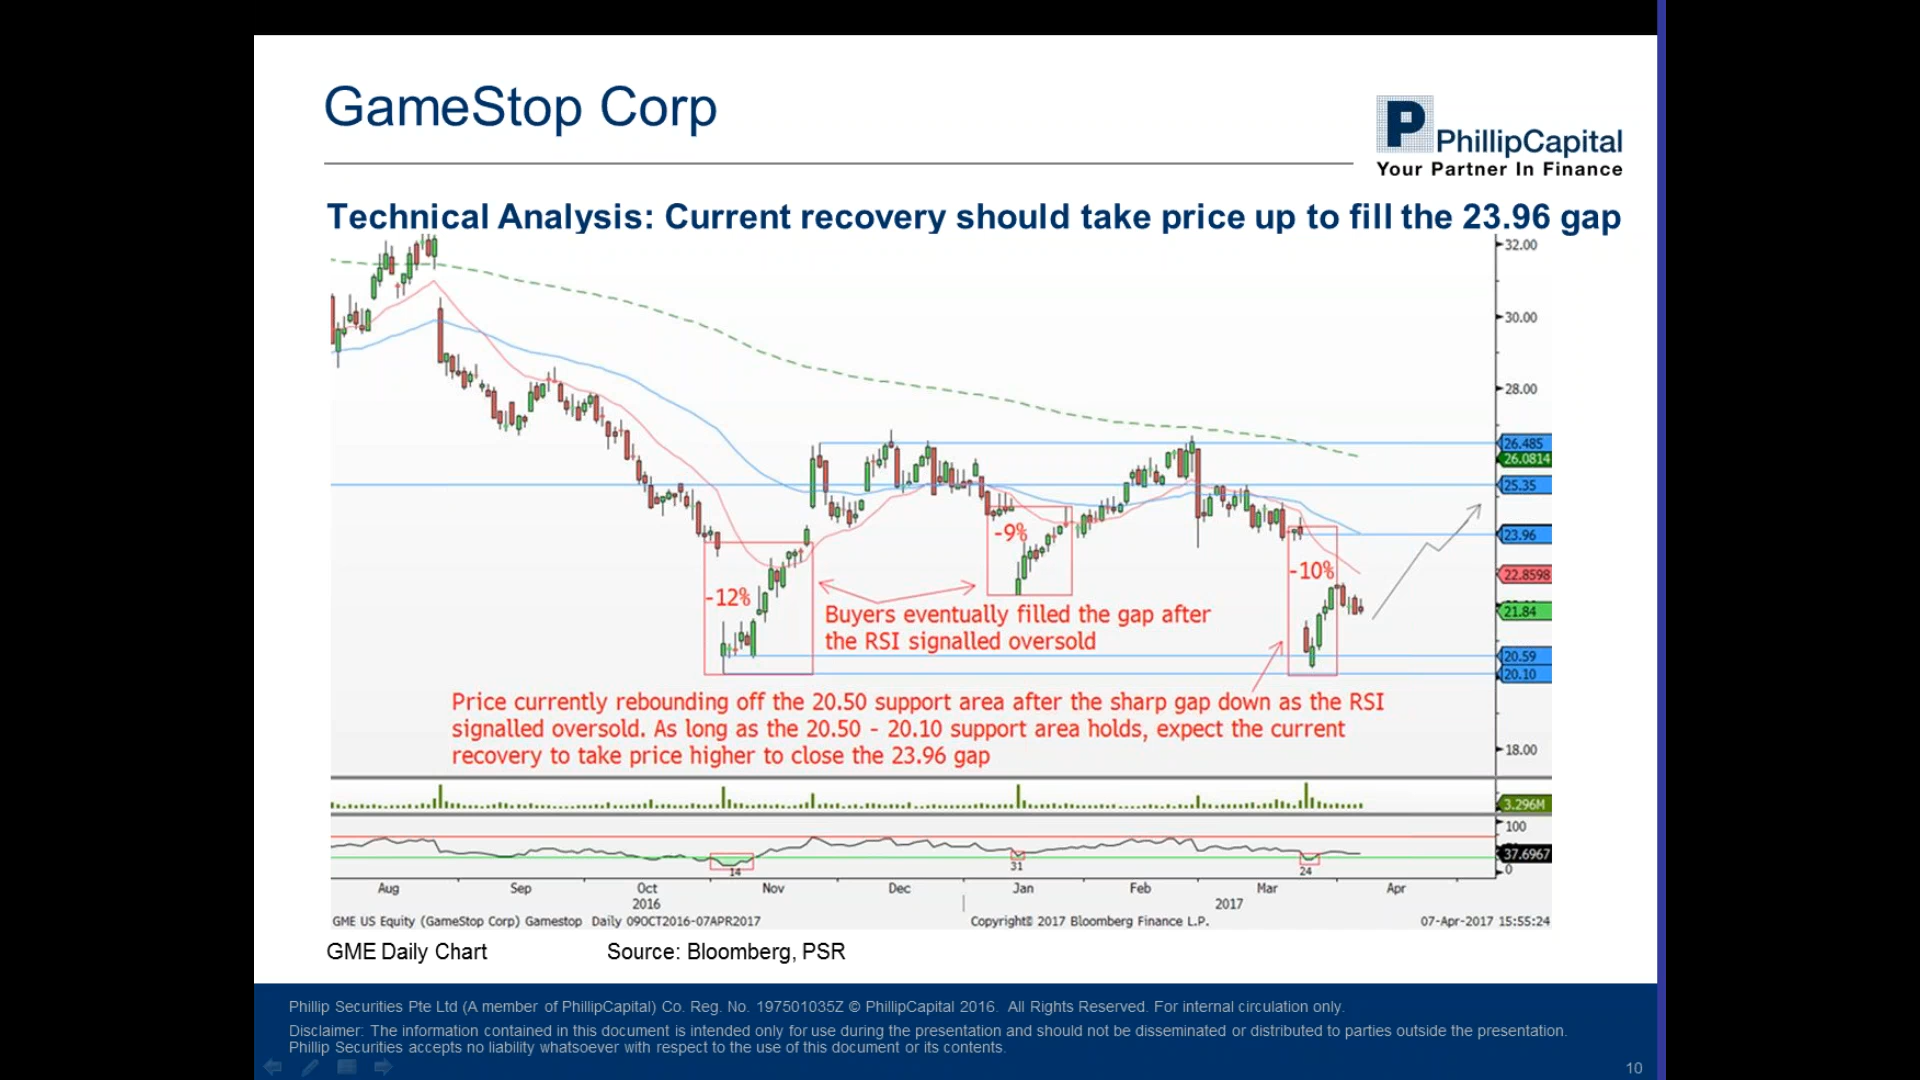 GameStop Corp
P
PhillipCapital
Your Partner In Finance
Technical Analysis: Current recovery should take price up to fill the 23.96 gap
32.00
30.00
28.00
26.485
26.0814
25.35
-9%
23.96
-10%
22.8598
-12%
21.84
Buyers eventually filled the gap after
the RSI signalled oversold
20.59
20.10
Price currently rebounding off the 20.50 support area after the sharp gap down as the RSI
signalled oversold. As long as the 20.50 - 20.10 support area holds, expect the current
recovery to take price higher to close the 23.96 gap
18.00
3.296M
100
37.6967
0
14
31
24
Aug Sep Oct Nov Dec Jan Feb Mar Apr
2016 2017
GME US Equity (GameStop Corp) Gamestop Daily 09OCT2016-07APR2017 Copyright© 2017 Bloomberg Finance L.P. 07-Apr-2017 15:55:24
GME Daily Chart Source: Bloomberg, PSR
Phillip Securities Pte Ltd (A member of PhillipCapital) Co. Reg. No. 197501035Z © PhillipCapital 2016. All Rights Reserved. For internal circulation only.
Disclaimer: The information contained in this document is intended only for use during the presentation and should not be disseminated or distributed to parties outside the presentation.
Phillip Securities accepts no liability whatsoever with respect to the use of this document or its contents.
10